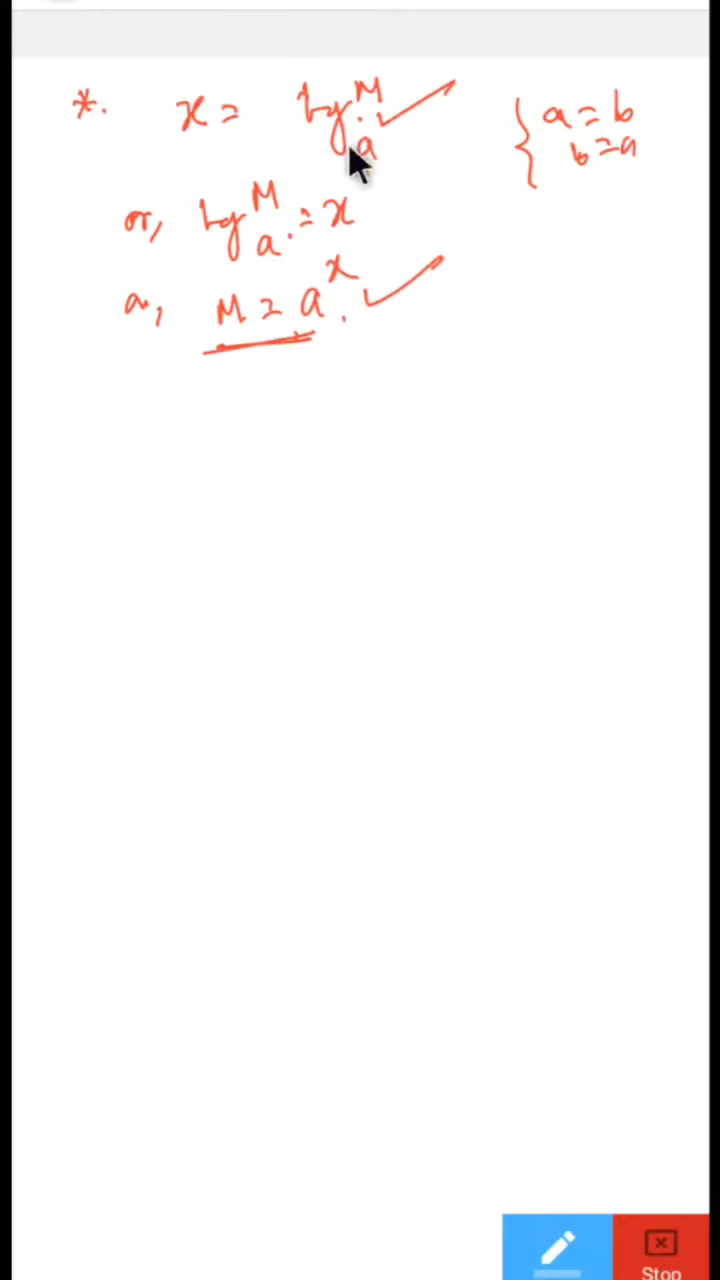 *. x = log_a^M ✓
{ a = b
b = a
or, log_a^M = x
or, M = a^x. ✓
Stop